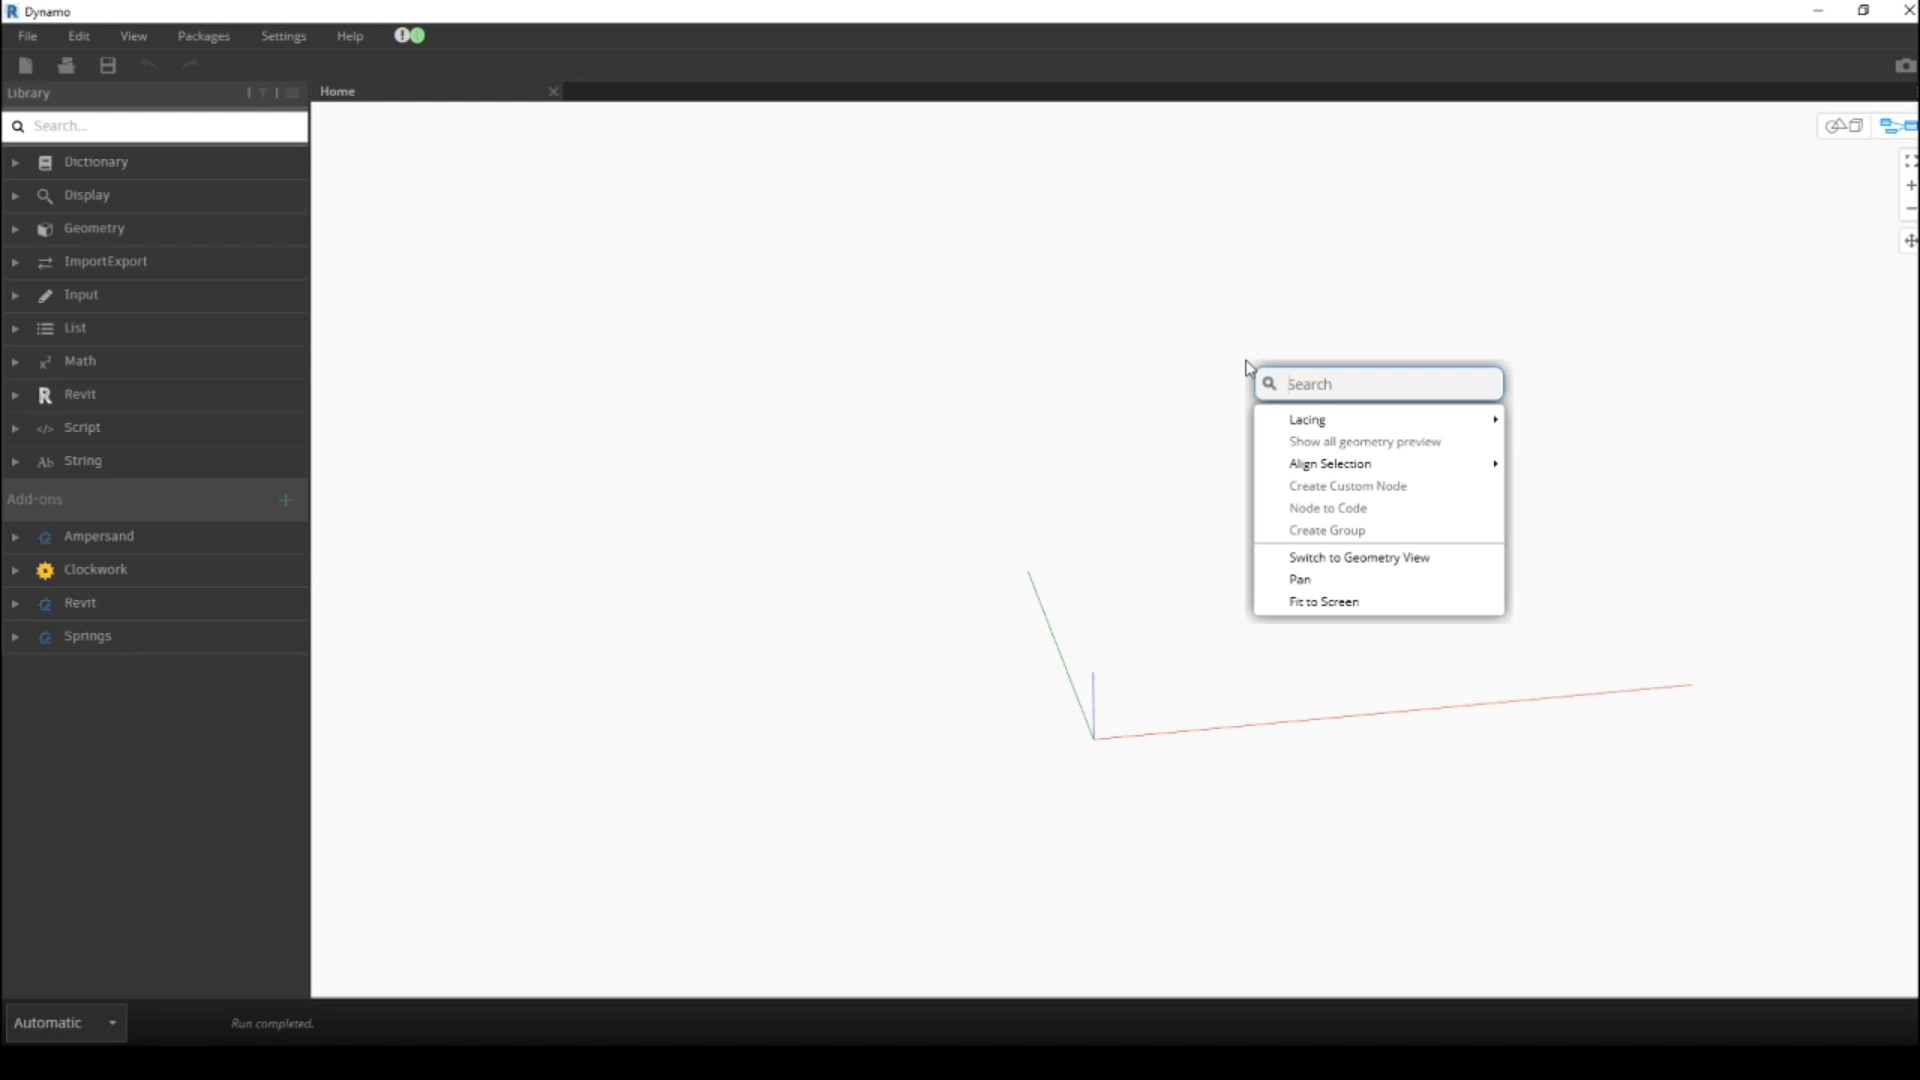 Dynamo
File Edit View Packages Settings Help
Library
Home
Search...
Dictionary
Display
Geometry
ImportExport
Input
List
Math
Revit
Script
String
Add-ons
Ampersand
Clockwork
Revit
Springs
Search
Lacing
Show all geometry preview
Align Selection
Create Custom Node
Node to Code
Create Group
Switch to Geometry View
Pan
Fit to Screen
Automatic
Run completed.